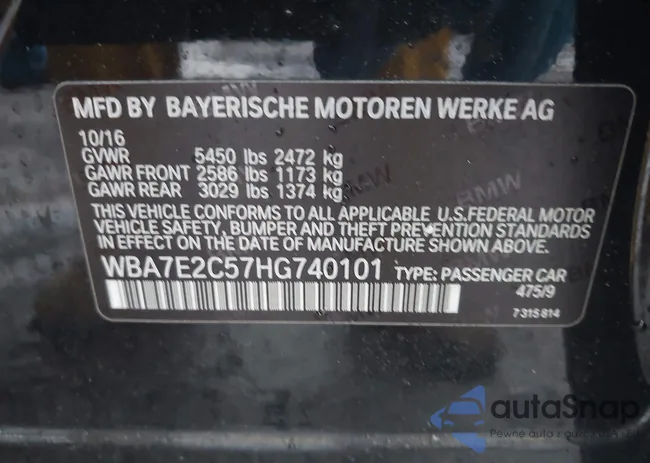 MFD BY BAYERISCHE MOTOREN WERKE AG
10/16
GVWR 5450 lbs 2472 kg
GAWR FRONT 2586 lbs 1173 kg
GAWR REAR 3029 lbs 1374 kg
THIS VEHICLE CONFORMS TO ALL APPLICABLE U.S.FEDERAL MOTOR
VEHICLE SAFETY, BUMPER AND THEFT PREVENTION STANDARDS
IN EFFECT ON THE DATE OF MANUFACTURE SHOWN ABOVE.
WBA7E2C57HG740101 TYPE: PASSENGER CAR
475/9
7 315 814
BMW
autoSnap
Pewne auta z